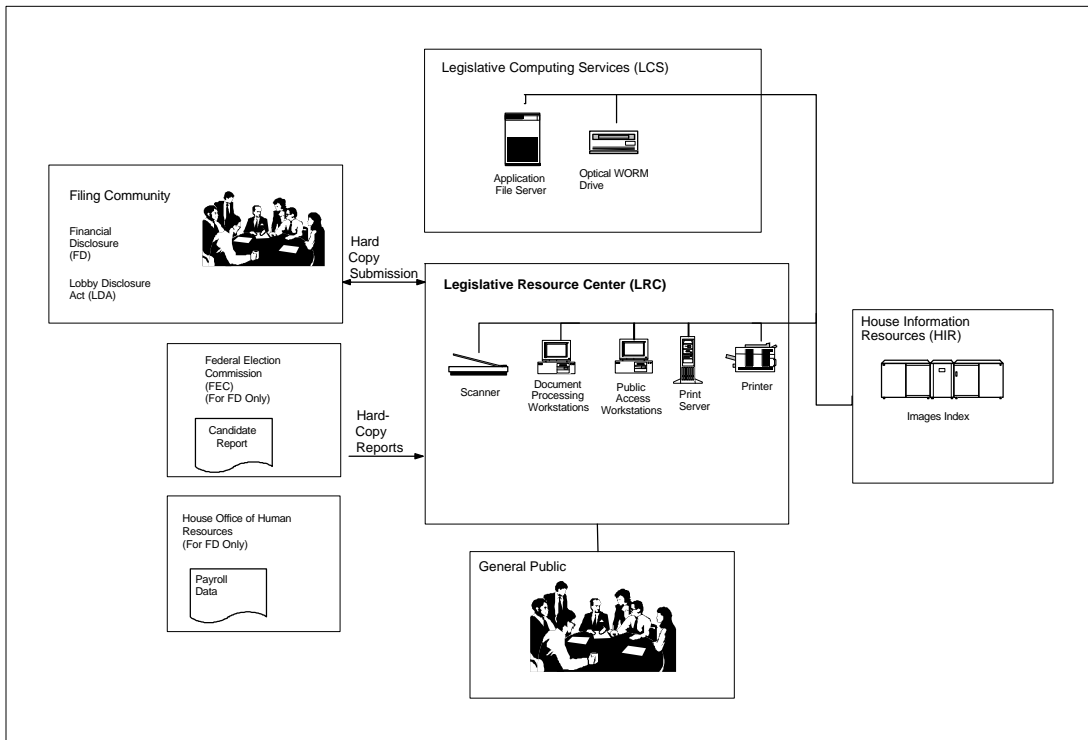 Legislative Computing Services (LCS)
Application
File Server
Optical WORM
Drive
Filing Community
Financial
Disclosure
(FD)
Lobby Disclosure
Act (LDA)
Hard
Copy
Submission
Legislative Resource Center (LRC)
Scanner
Document
Processing
Workstations
Public
Access
Workstations
Print
Server
Printer
House Information
Resources (HIR)
Images Index
Federal Election
Commission
(FEC)
(For FD Only)
Candidate
Report
Hard-
Copy
Reports
House Office of Human
Resources
(For FD Only)
Payroll
Data
General Public